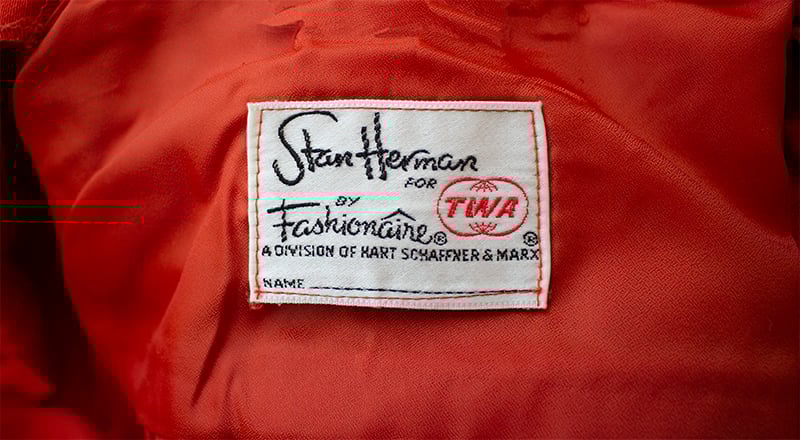 Stan Herman
FOR
TWA
BY
Fashionaire®
®
A DIVISION OF HART SCHAFFNER & MARX
NAME